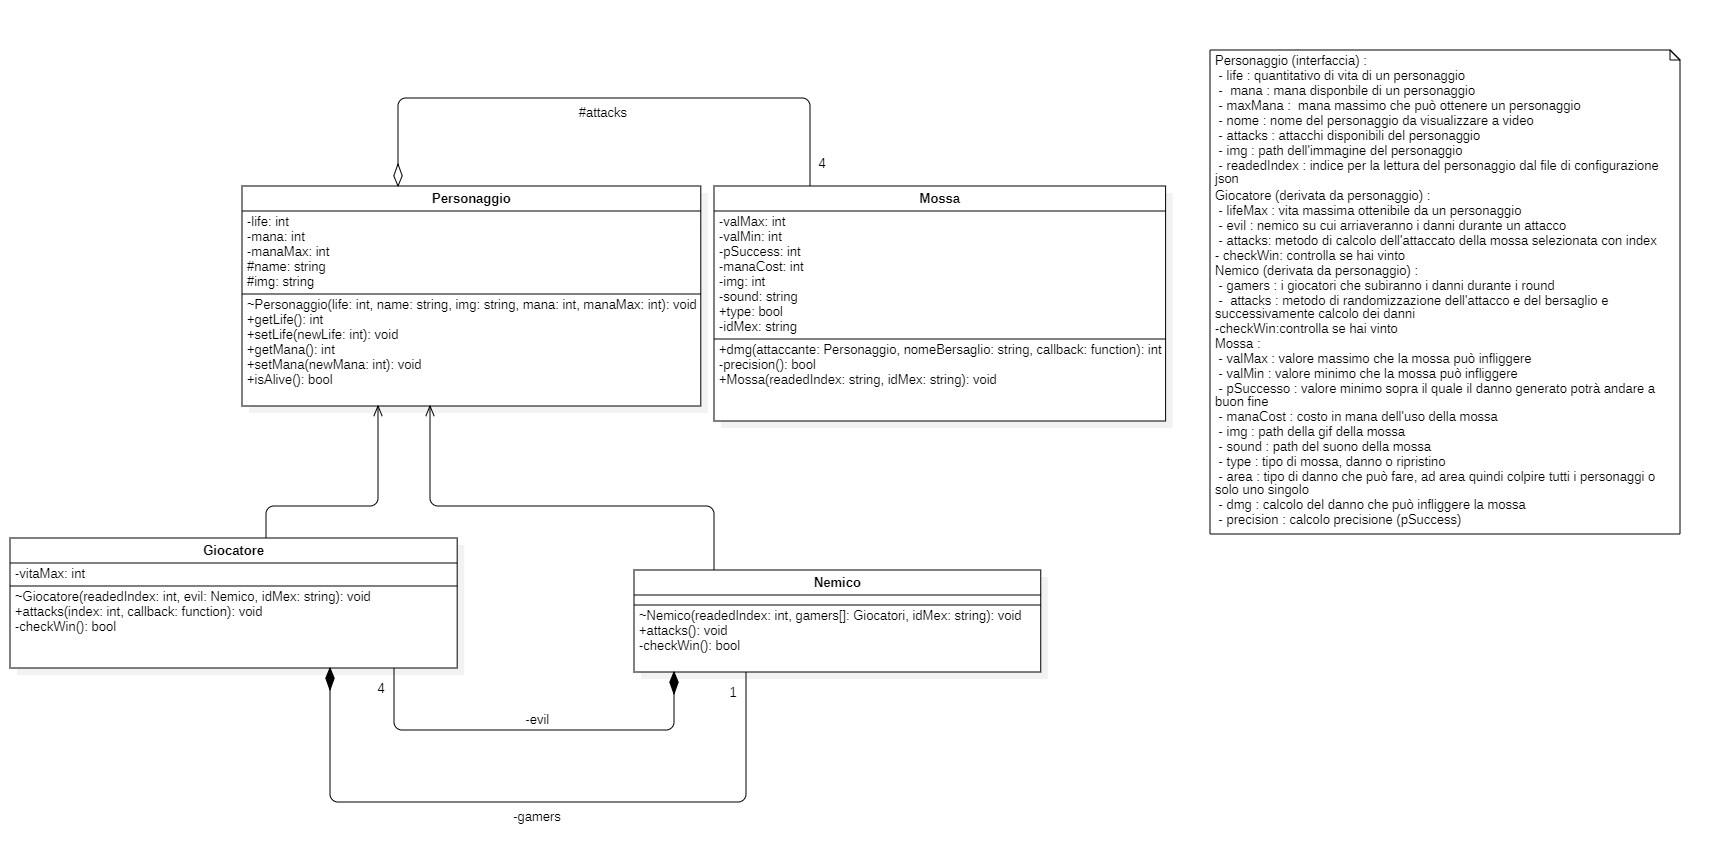 #attacks
4
Personaggio
-life: int
-mana: int
-manaMax: int
#name: string
#img: string
~Personaggio(life: int, name: string, img: string, mana: int, manaMax: int): void
+getLife(): int
+setLife(newLife: int): void
+getMana(): int
+setMana(newMana: int): void
+isAlive(): bool
Mossa
-valMax: int
-valMin: int
-pSuccess: int
-manaCost: int
-img: int
-sound: string
+type: bool
-idMex: string
+dmg(attaccante: Personaggio, nomeBersaglio: string, callback: function): int
-precision(): bool
+Mossa(readedIndex: string, idMex: string): void
Giocatore
-vitaMax: int
~Giocatore(readedIndex: int, evil: Nemico, idMex: string): void
+attacks(index: int, callback: function): void
-checkWin(): bool
Nemico
~Nemico(readedIndex: int, gamers[]: Giocatori, idMex: string): void
+attacks(): void
-checkWin(): bool
4
1
-evil
-gamers
Personaggio (interfaccia) :
- life : quantitativo di vita di un personaggio
- mana : mana disponbile di un personaggio
- maxMana : mana massimo che può ottenere un personaggio
- nome : nome del personaggio da visualizzare a video
- attacks : attacchi disponibili del personaggio
- img : path dell'immagine del personaggio
- readedIndex : indice per la lettura del personaggio dal file di configurazione
json
Giocatore (derivata da personaggio) :
- lifeMax : vita massima ottenibile da un personaggio
- evil : nemico su cui arriaveranno i danni durante un attacco
- attacks: metodo di calcolo dell'attaccato della mossa selezionata con index
- checkWin: controlla se hai vinto
Nemico (derivata da personaggio) :
- gamers : i giocatori che subiranno i danni durante i round
- attacks : metodo di randomizzazione dell'attacco e del bersaglio e
successivamente calcolo dei danni
-checkWin:controlla se hai vinto
Mossa :
- valMax : valore massimo che la mossa può infliggere
- valMin : valore minimo che la mossa può infliggere
- pSuccesso : valore minimo sopra il quale il danno generato potrà andare a
buon fine
- manaCost : costo in mana dell'uso della mossa
- img : path della gif della mossa
- sound : path del suono della mossa
- type : tipo di mossa, danno o ripristino
- area : tipo di danno che può fare, ad area quindi colpire tutti i personaggi o
solo uno singolo
- dmg : calcolo del danno che può infliggere la mossa
- precision : calcolo precisione (pSuccess)